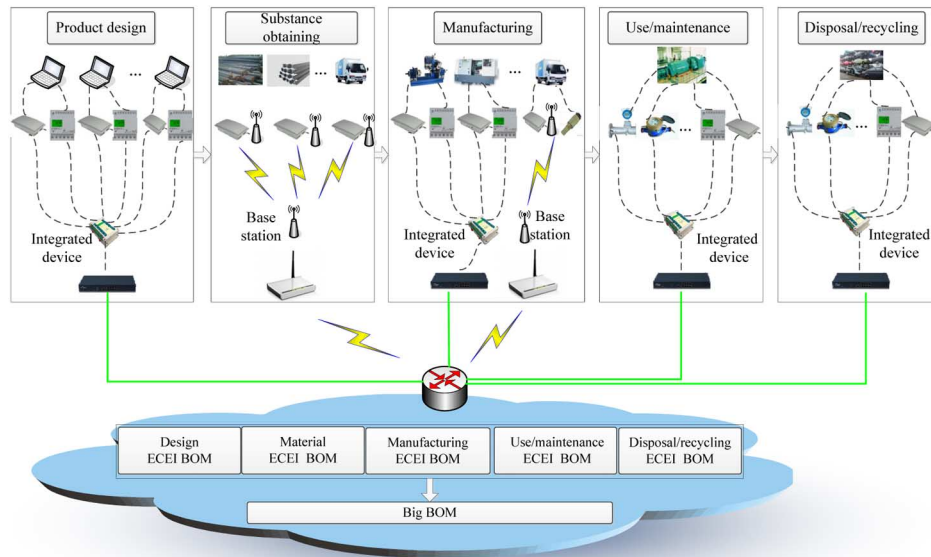 Product design
Substance
obtaining
Manufacturing
Use/maintenance
Disposal/recycling
...
...
...
...
...
Integrated
device
Base
station
Integrated
device
Base
station
Integrated
device
Integrated
device
Design
ECEI BOM
Material
ECEI BOM
Manufacturing
ECEI BOM
Use/maintenance
ECEI BOM
Disposal/recycling
ECEI BOM
Big BOM